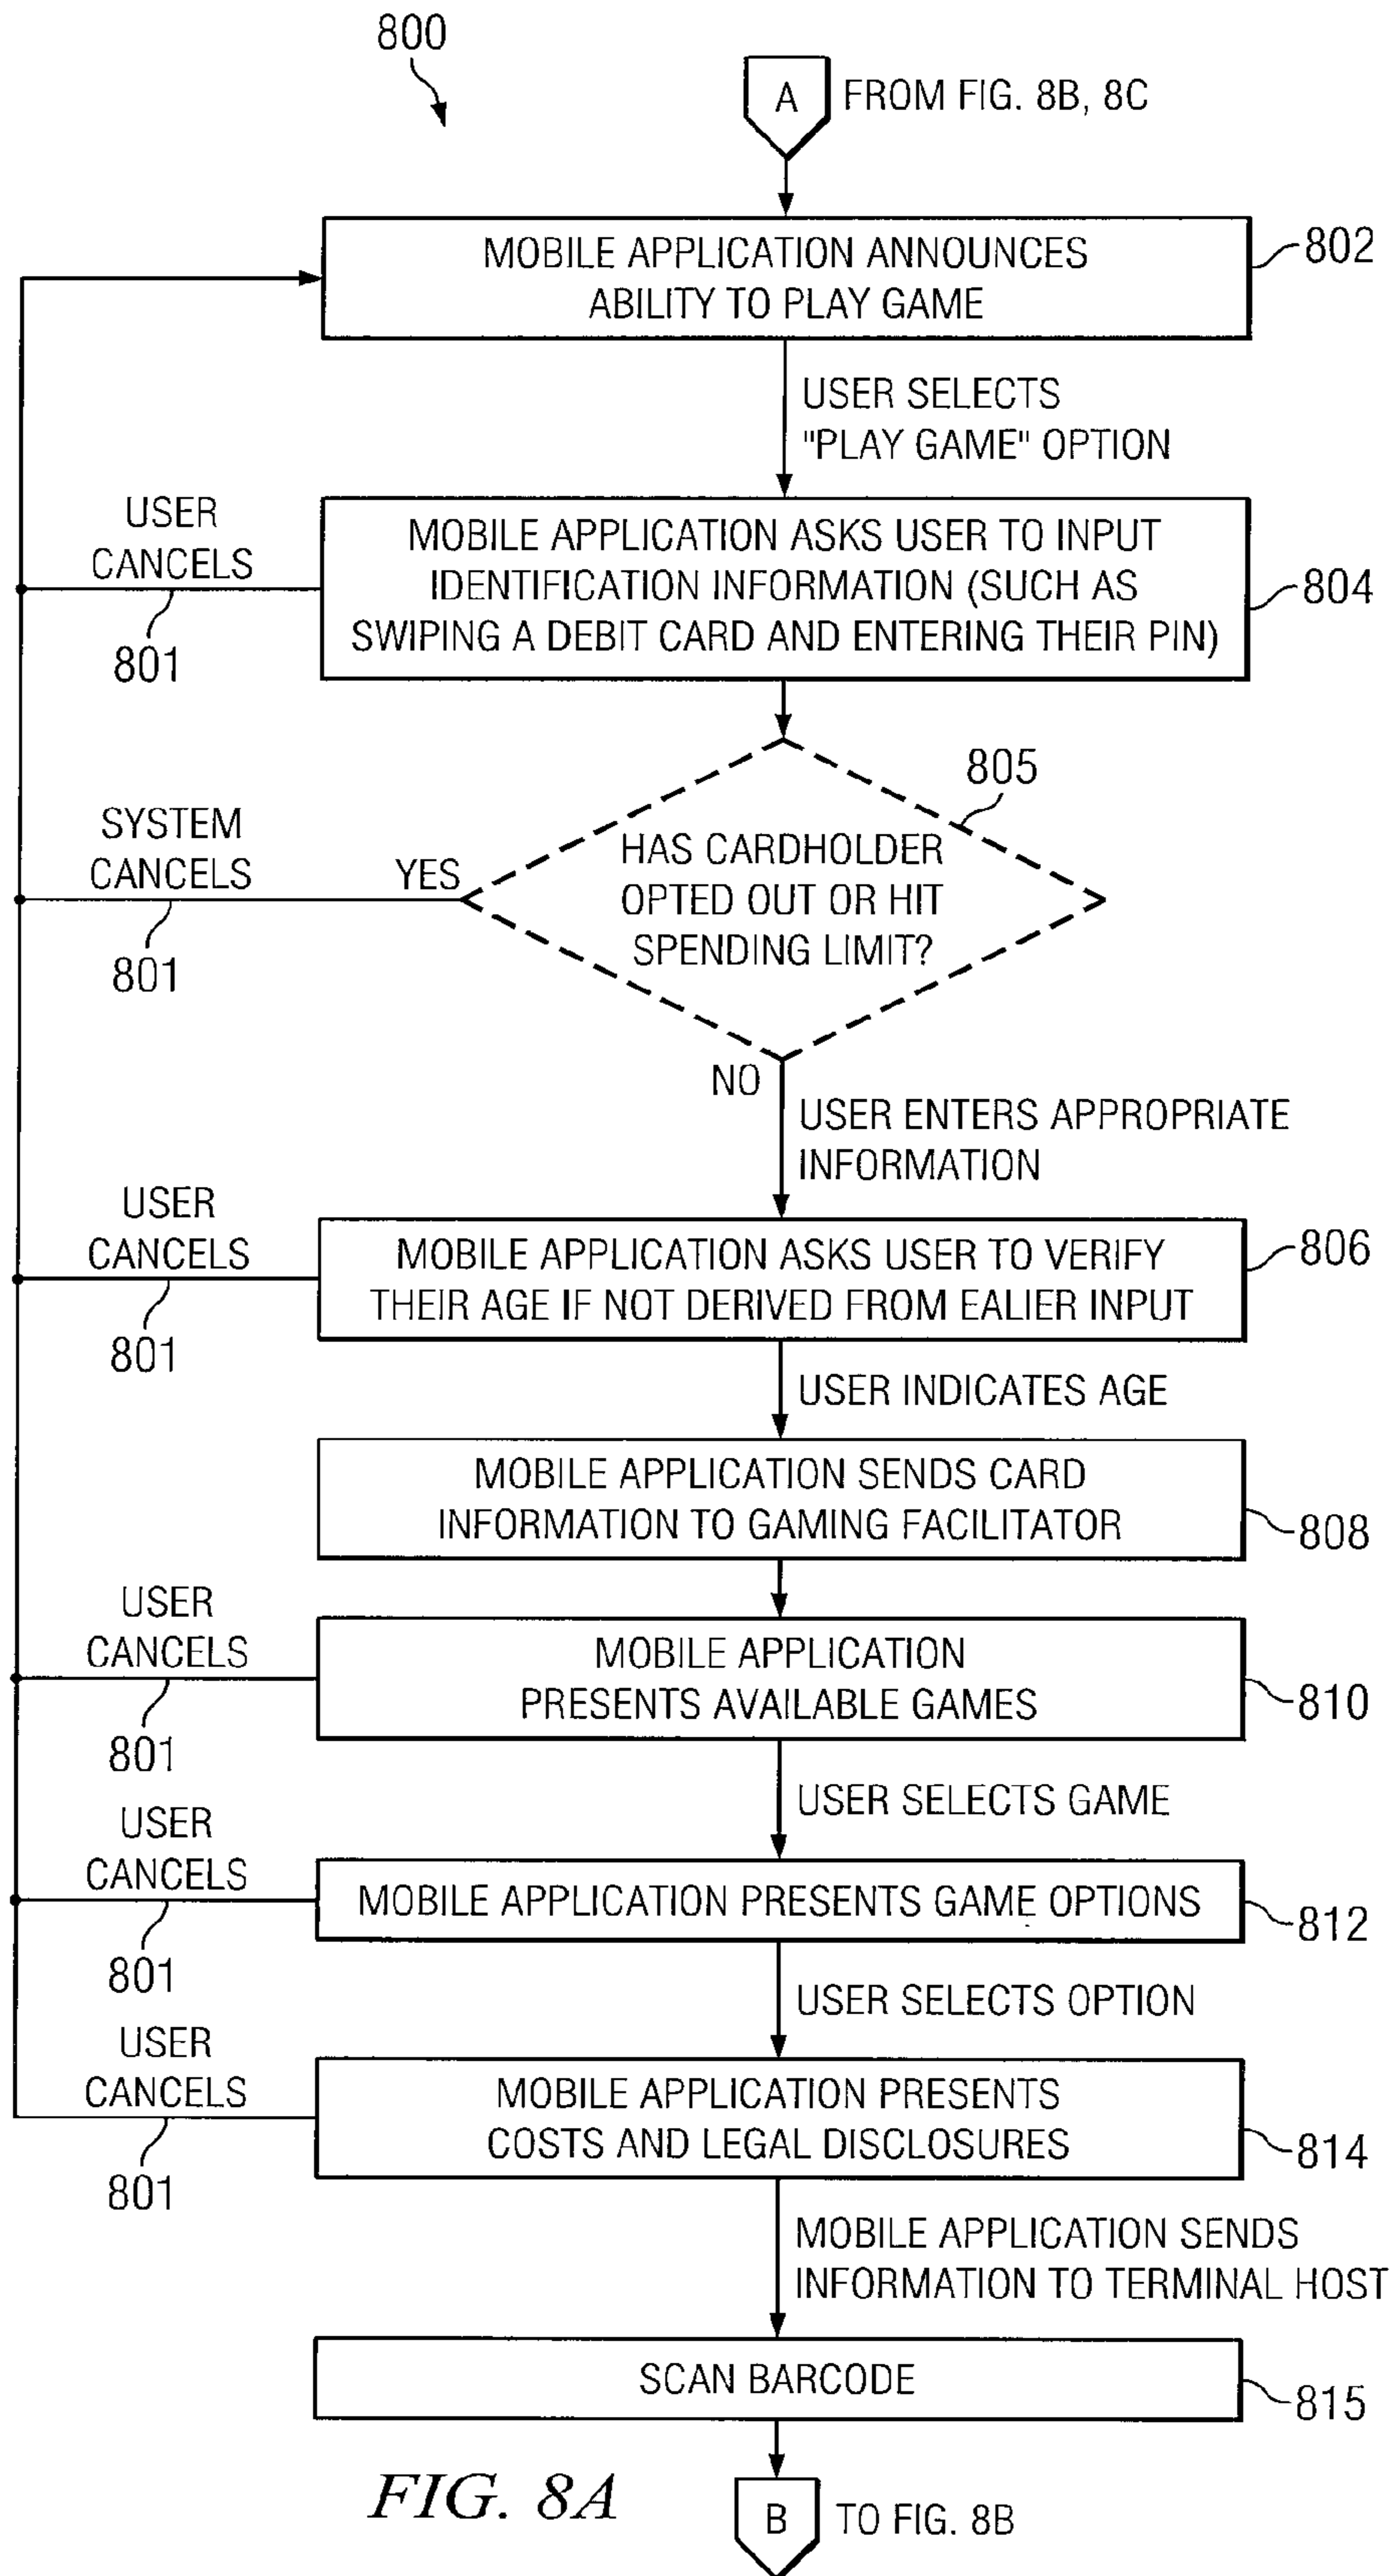 800
A
FROM FIG. 8B, 8C
MOBILE APPLICATION ANNOUNCES
ABILITY TO PLAY GAME
802
USER SELECTS
"PLAY GAME" OPTION
USER
CANCELS
801
MOBILE APPLICATION ASKS USER TO INPUT
IDENTIFICATION INFORMATION (SUCH AS
SWIPING A DEBIT CARD AND ENTERING THEIR PIN)
804
SYSTEM
CANCELS
801
YES
HAS CARDHOLDER
OPTED OUT OR HIT
SPENDING LIMIT?
805
NO
USER ENTERS APPROPRIATE
INFORMATION
USER
CANCELS
801
MOBILE APPLICATION ASKS USER TO VERIFY
THEIR AGE IF NOT DERIVED FROM EALIER INPUT
806
USER INDICATES AGE
MOBILE APPLICATION SENDS CARD
INFORMATION TO GAMING FACILITATOR
808
USER
CANCELS
801
MOBILE APPLICATION
PRESENTS AVAILABLE GAMES
810
USER SELECTS GAME
USER
CANCELS
801
MOBILE APPLICATION PRESENTS GAME OPTIONS
812
USER SELECTS OPTION
USER
CANCELS
801
MOBILE APPLICATION PRESENTS
COSTS AND LEGAL DISCLOSURES
814
MOBILE APPLICATION SENDS
INFORMATION TO TERMINAL HOST
SCAN BARCODE
815
FIG. 8A
B
TO FIG. 8B